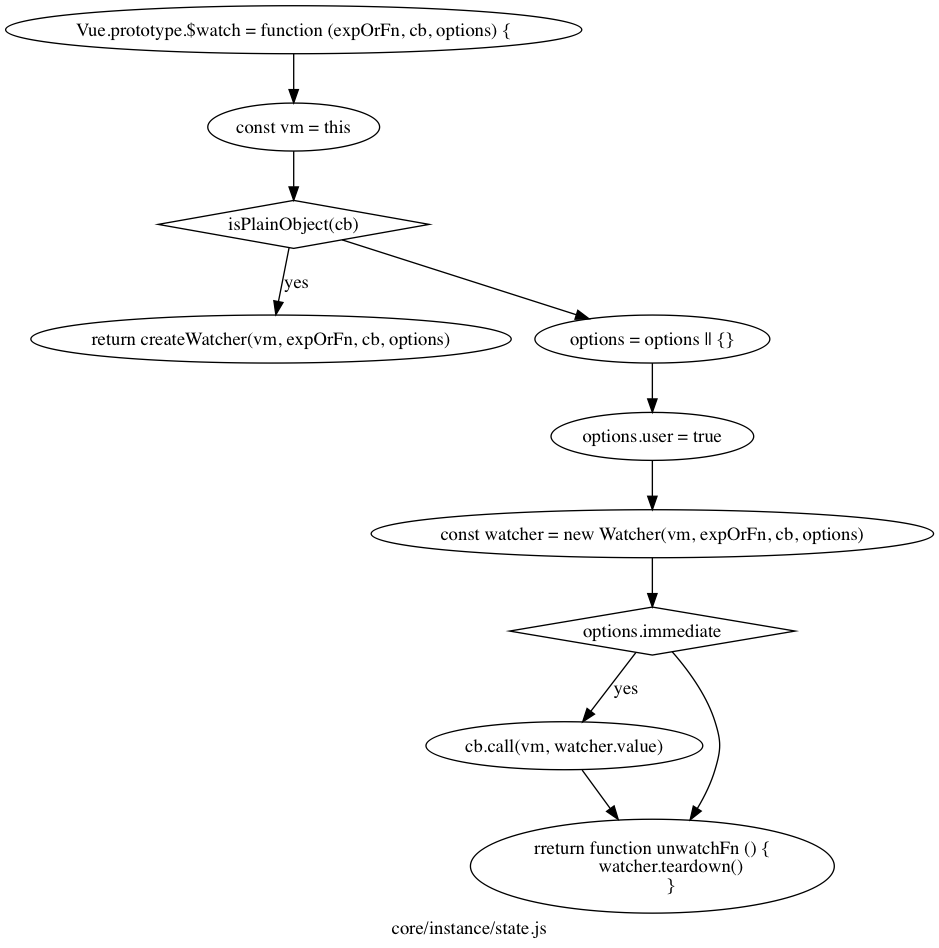 Vue.prototype.$watch = function (expOrFn, cb, options) {
const vm = this
isPlainObject(cb)
yes
return createWatcher(vm, expOrFn, cb, options)
options = options || {}
options.user = true
const watcher = new Watcher(vm, expOrFn, cb, options)
options.immediate
yes
cb.call(vm, watcher.value)
rreturn function unwatchFn () {
watcher.teardown()
}
core/instance/state.js